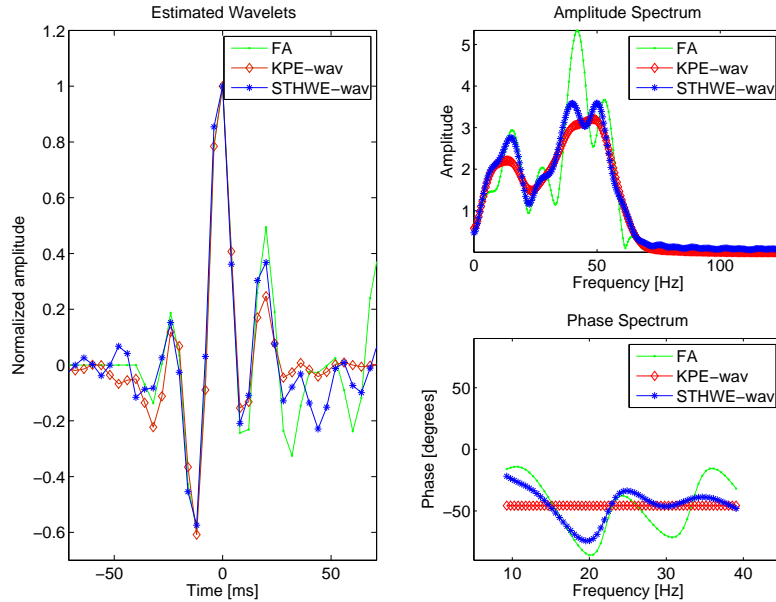 Estimated Wavelets
1.2
1
0.8
0.6
0.4
0.2
0
−0.2
−0.4
−0.6
Normalized amplitude
−50
0
50
Time [ms]
FA
KPE−wav
STHWE−wav
Amplitude Spectrum
5
4
3
2
1
Amplitude
0
50
100
Frequency [Hz]
FA
KPE−wav
STHWE−wav
Phase Spectrum
50
0
−50
Phase [degrees]
10
20
30
40
Frequency [Hz]
FA
KPE−wav
STHWE−wav